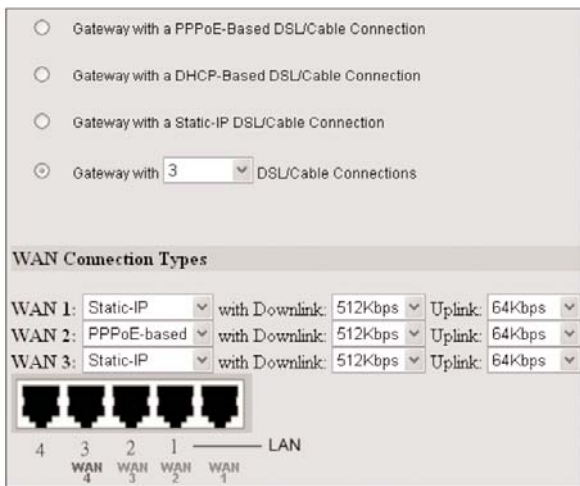 Gateway with a PPPoE-Based DSL/Cable Connection
Gateway with a DHCP-Based DSL/Cable Connection
Gateway with a Static-IP DSL/Cable Connection
Gateway with 3 DSL/Cable Connections
WAN Connection Types
WAN 1: Static-IP with Downlink: 512Kbps Uplink: 64Kbps
WAN 2: PPPoE-based with Downlink: 512Kbps Uplink: 64Kbps
WAN 3: Static-IP with Downlink: 512Kbps Uplink: 64Kbps
4 3 2 1 LAN
WAN 4 WAN 3 WAN 2 WAN 1